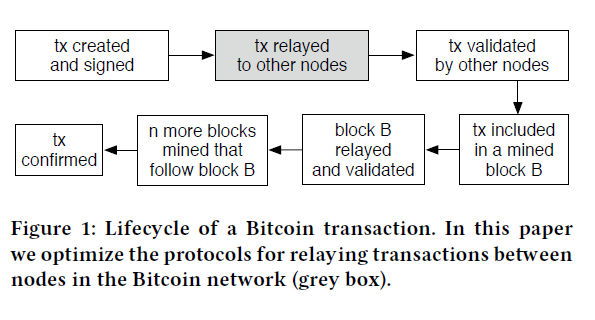 tx created
and signed
tx relayed
to other nodes
tx validated
by other nodes
tx included
in a mined
block B
block B
relayed
and validated
n more blocks
mined that
follow block B
tx
confirmed
Figure 1: Lifecycle of a Bitcoin transaction. In this paper
we optimize the protocols for relaying transactions between
nodes in the Bitcoin network (grey box).